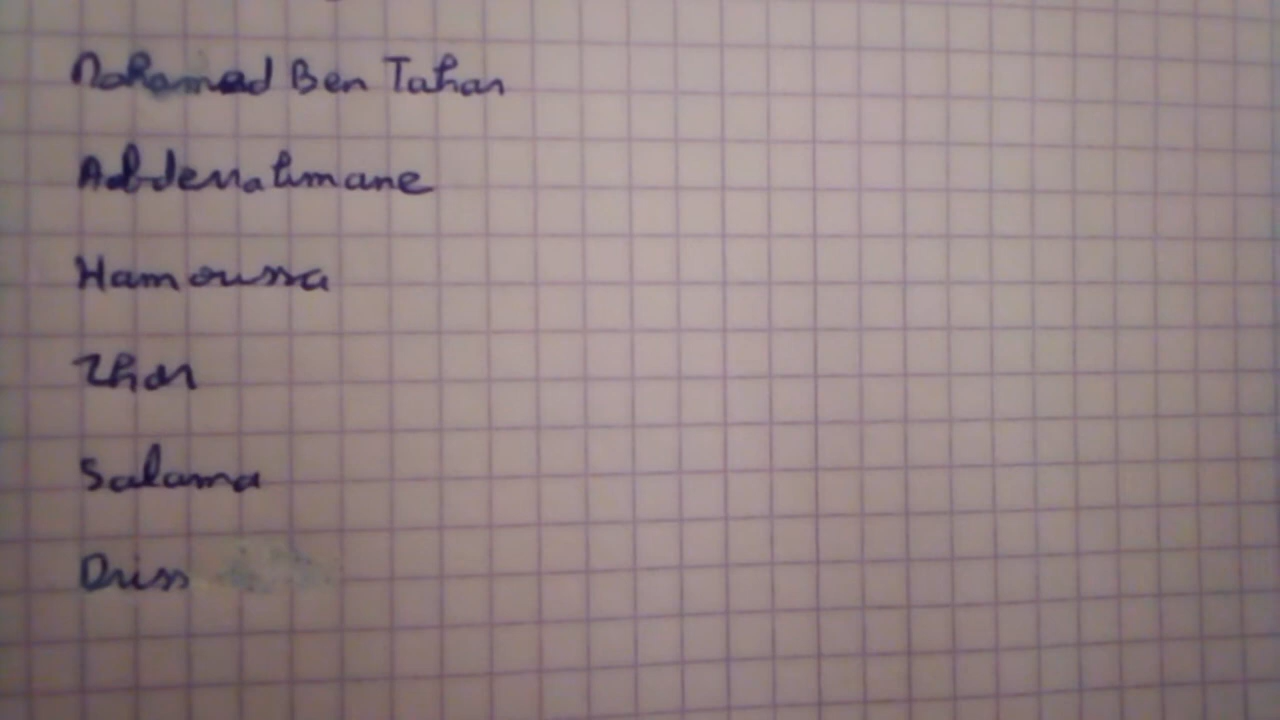 Mohamed Ben Tahar
Abderrahmane
Hamoussa
Zhor
Salama
Driss